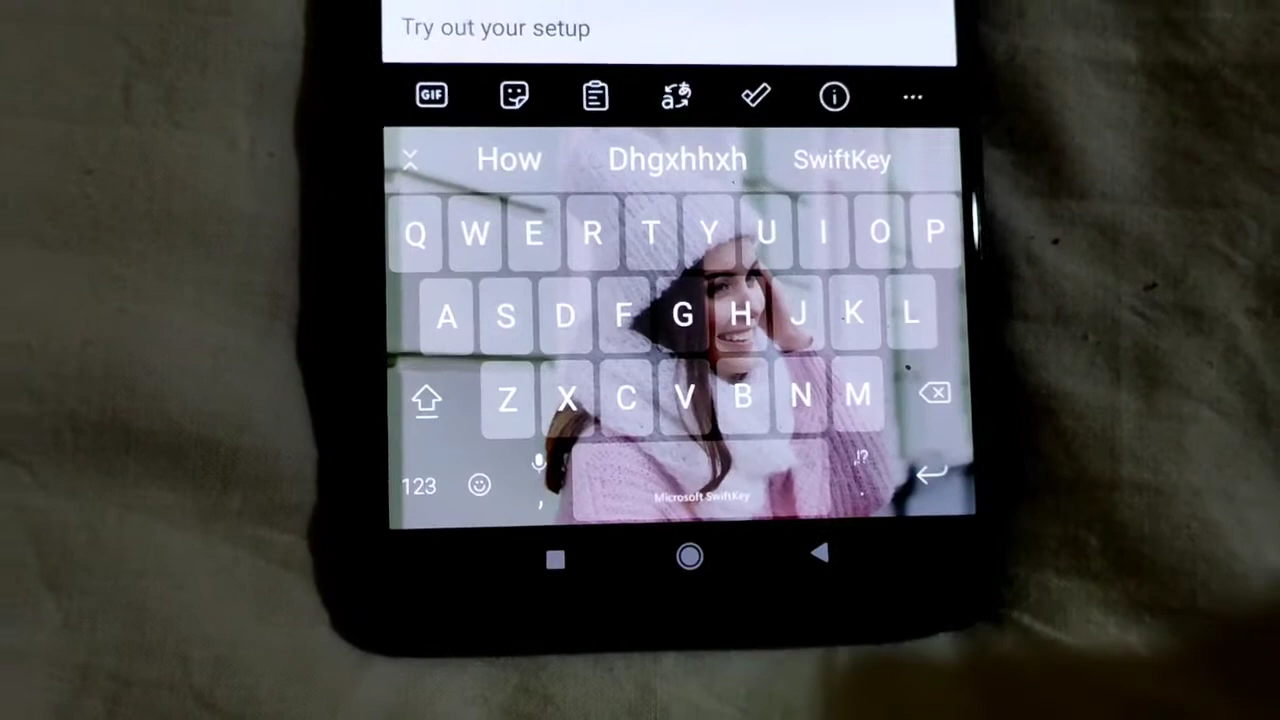 Try out your setup
GIF
How Dhgxhhxh SwiftKey
Q W E R T Y U I O P
A S D F G H J K L
Z X C V B N M
123 , Microsoft SwiftKey !? .